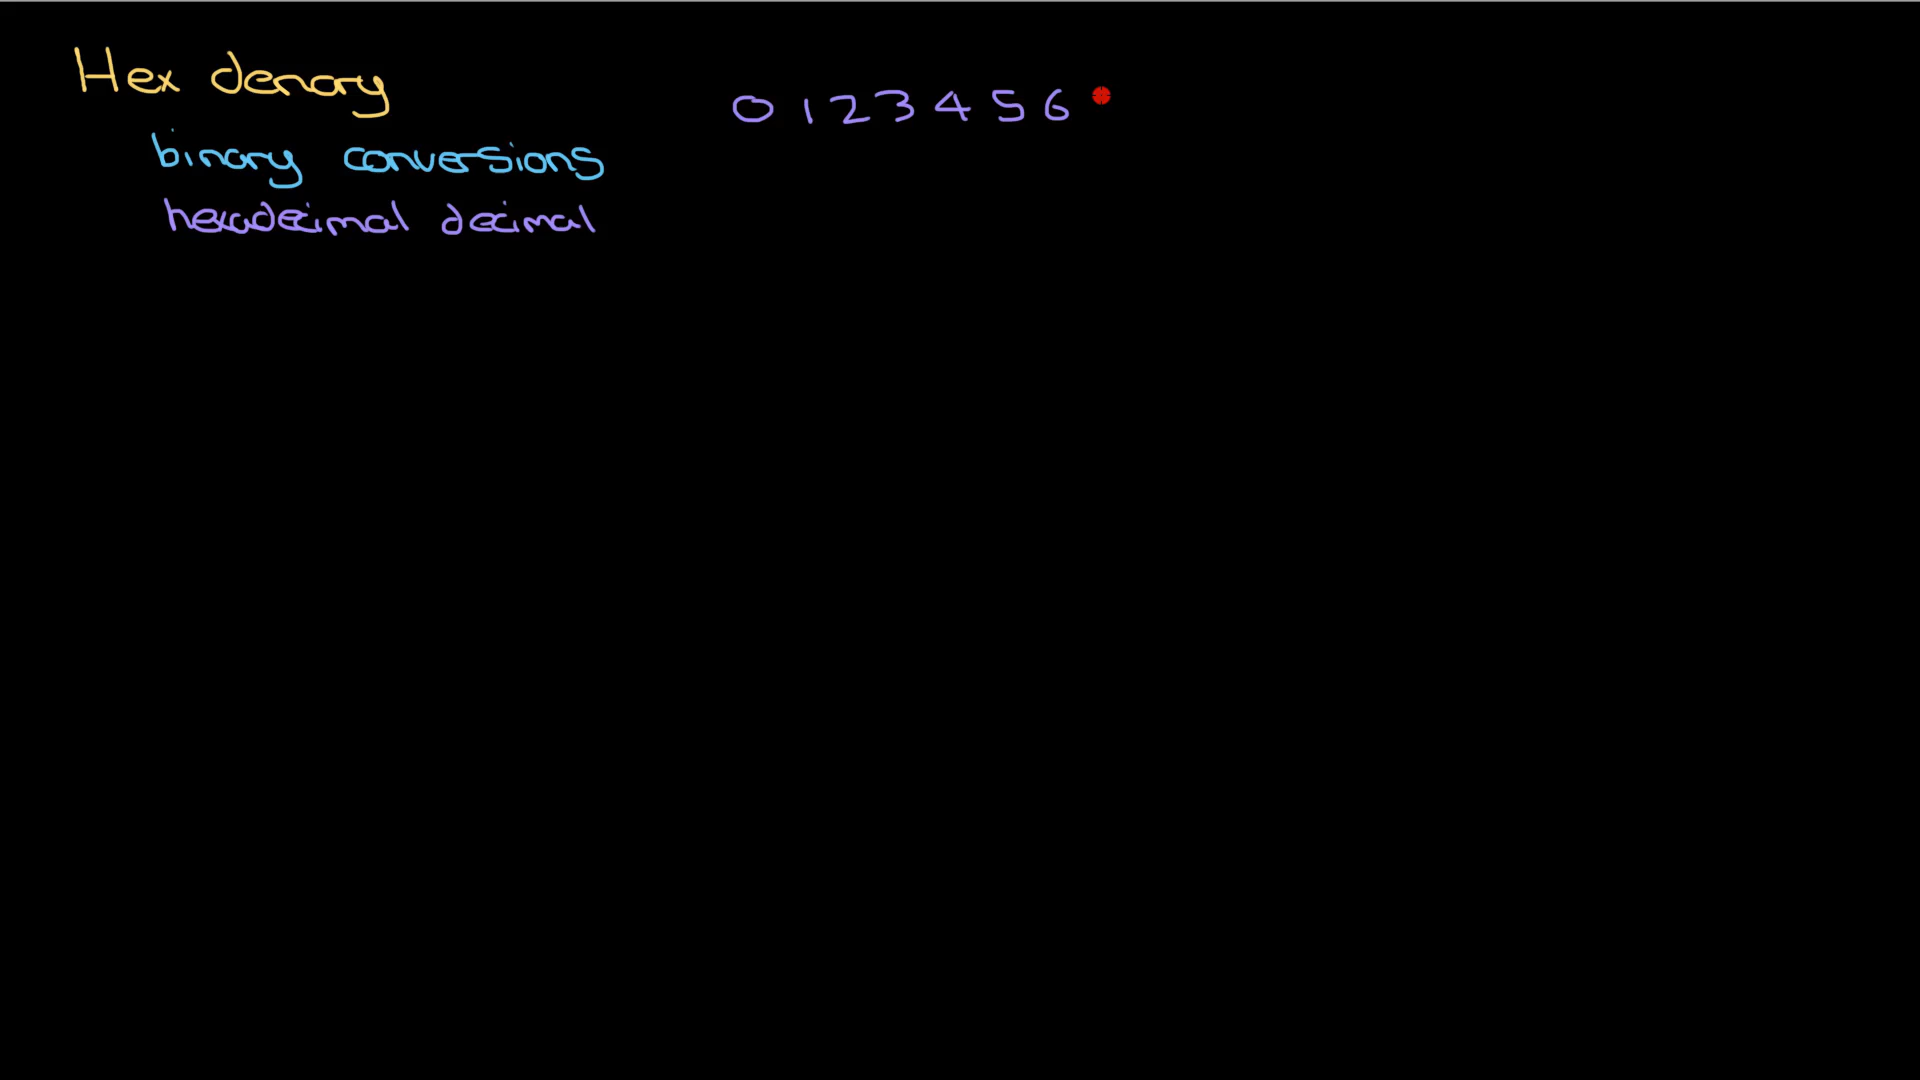 Hex denary
binary conversions
hexadecimal decimal
0 1 2 3 4 5 6